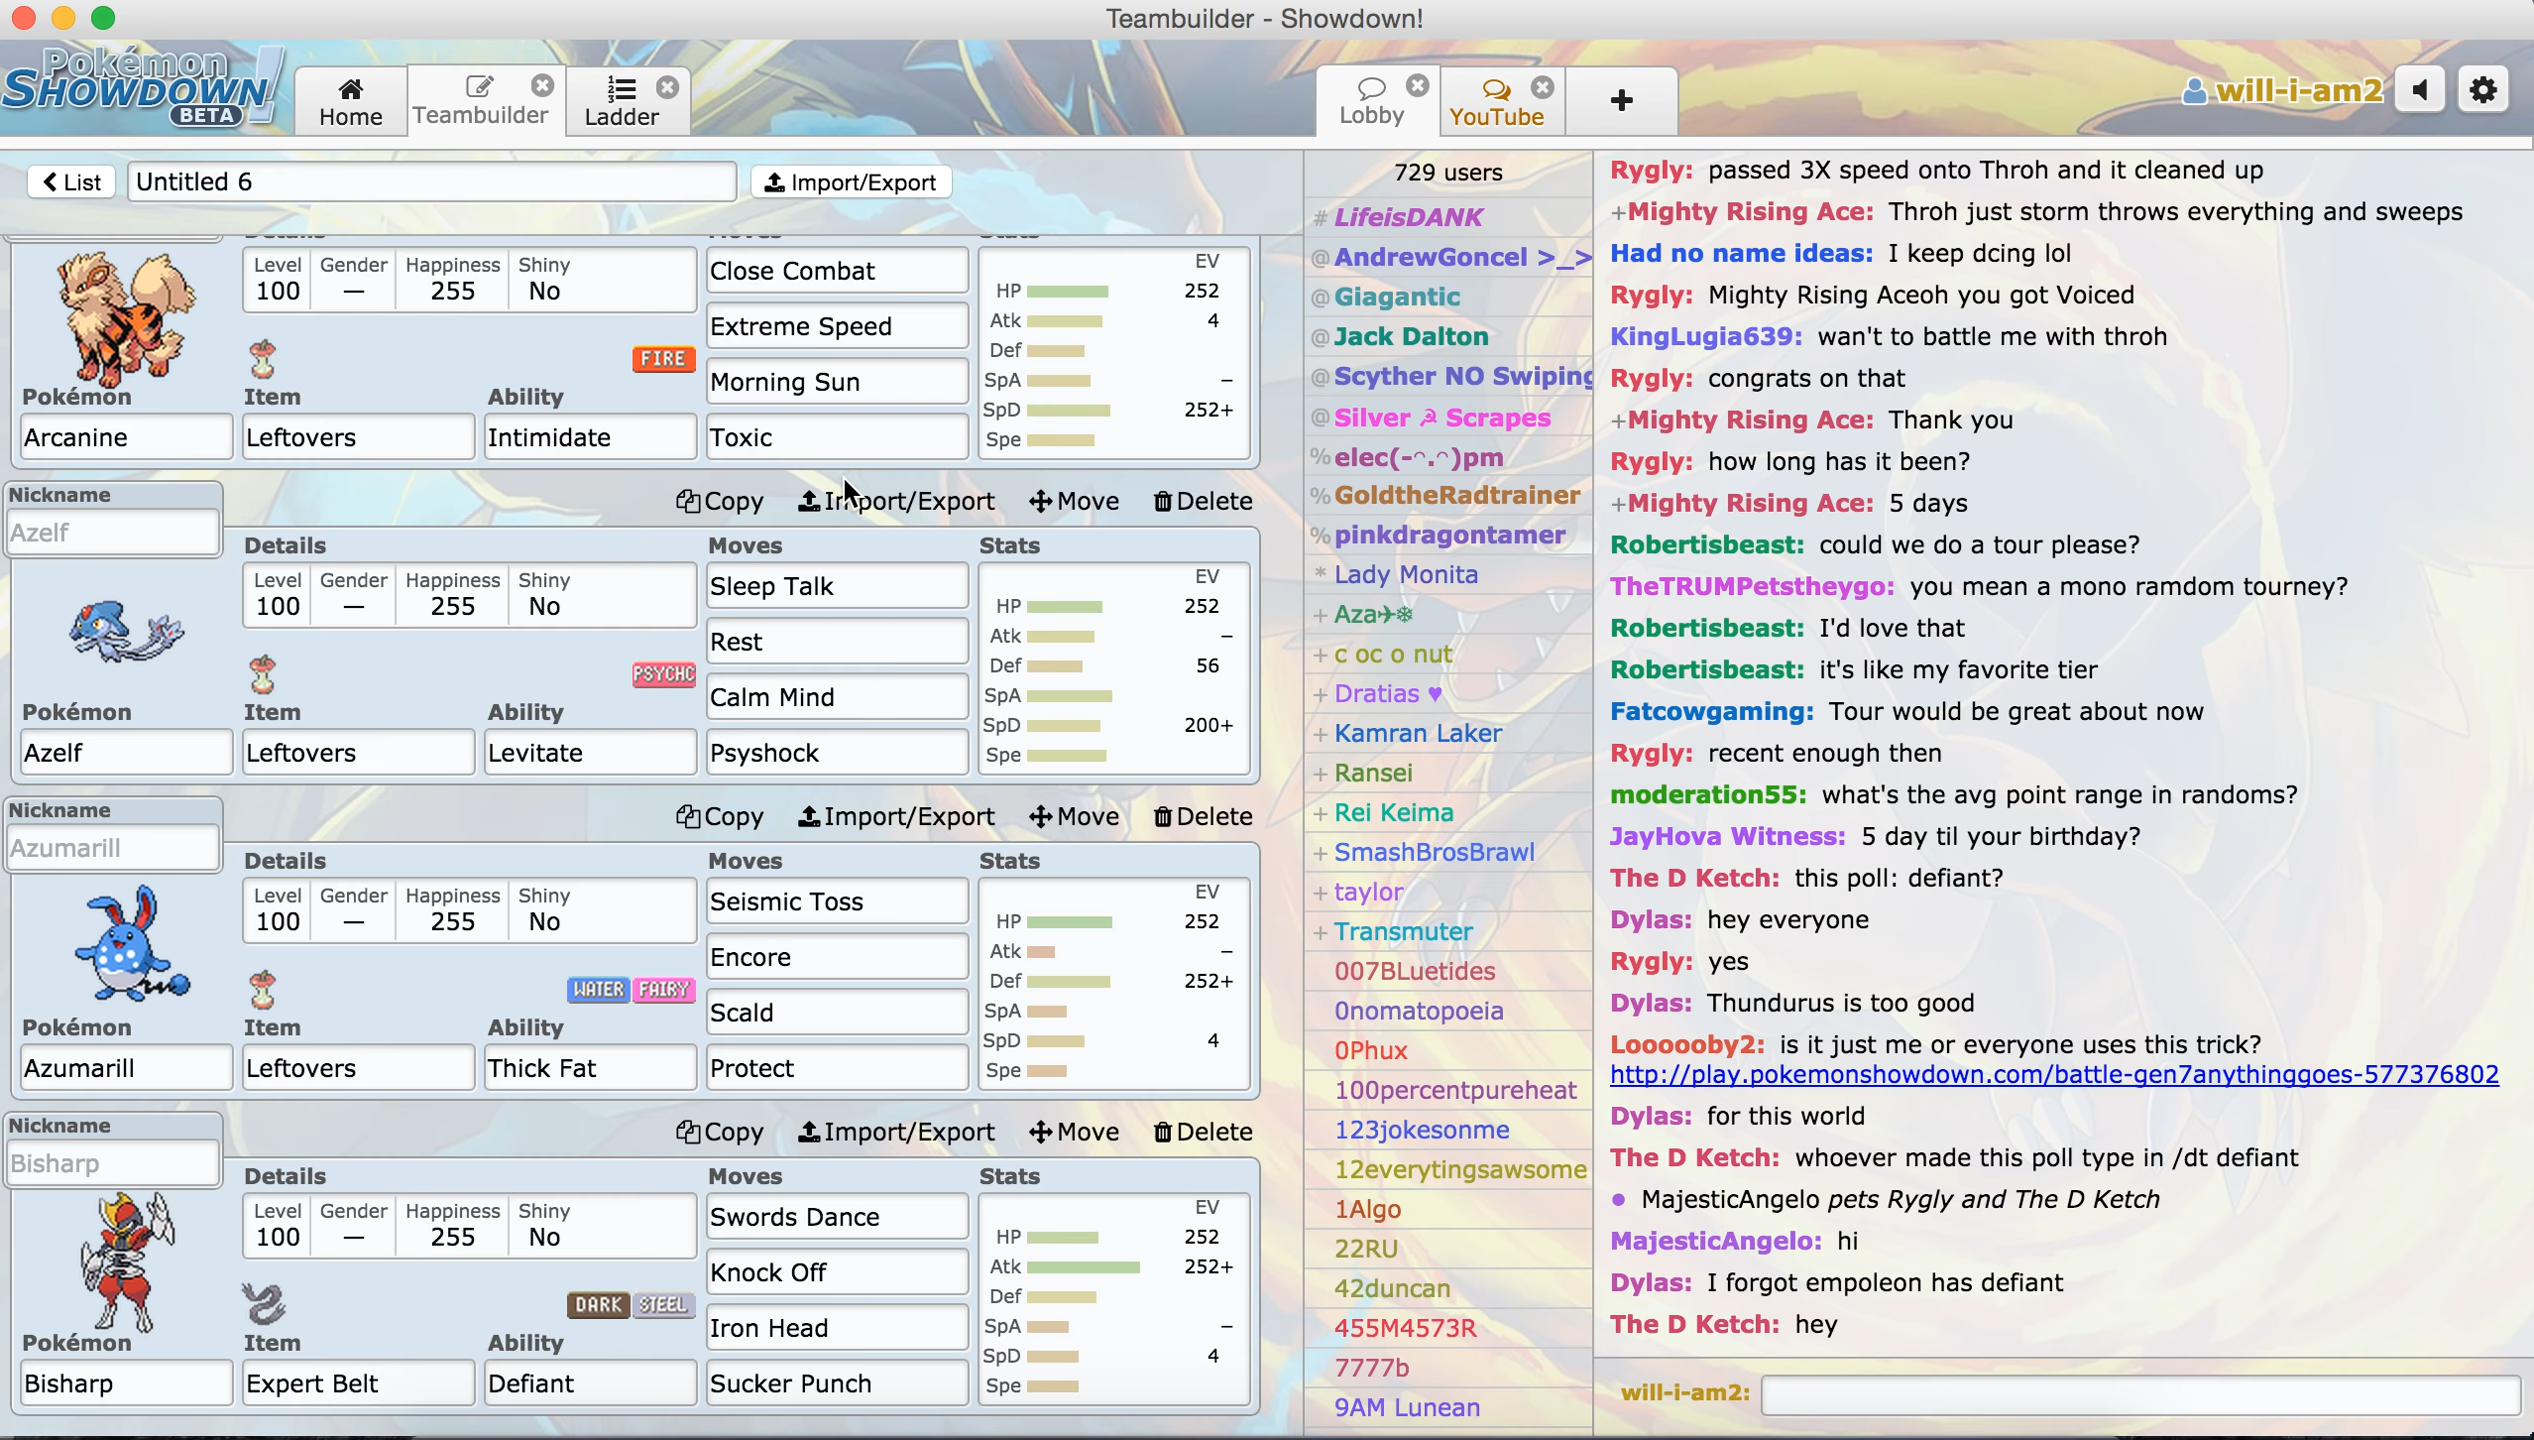 Teambuilder - Showdown!
Pokémon
SHOWDOWN!
BETA
Home
Teambuilder
Ladder
Lobby
YouTube
will-i-am2
List
Untitled 6
Import/Export
Level Gender Happiness Shiny
100 — 255 No
FIRE
Pokémon Item Ability
Arcanine Leftovers Intimidate
Close Combat
Extreme Speed
Morning Sun
Toxic
EV
HP 252
Atk 4
Def
SpA –
SpD 252+
Spe
Nickname
Azelf
Copy Import/Export Move Delete
Details Moves Stats
Level Gender Happiness Shiny
100 — 255 No
PSYCHC
Pokémon Item Ability
Azelf Leftovers Levitate
Sleep Talk
Rest
Calm Mind
Psyshock
EV
HP 252
Atk –
Def 56
SpA
SpD 200+
Spe
Nickname
Azumarill
Copy Import/Export Move Delete
Details Moves Stats
Level Gender Happiness Shiny
100 — 255 No
WATER FAIRY
Pokémon Item Ability
Azumarill Leftovers Thick Fat
Seismic Toss
Encore
Scald
Protect
EV
HP 252
Atk –
Def 252+
SpA
SpD 4
Spe
Nickname
Bisharp
Copy Import/Export Move Delete
Details Moves Stats
Level Gender Happiness Shiny
100 — 255 No
DARK STEEL
Pokémon Item Ability
Bisharp Expert Belt Defiant
Swords Dance
Knock Off
Iron Head
Sucker Punch
EV
HP 252
Atk 252+
Def
SpA –
SpD 4
Spe
729 users
# LifeisDANK
@ AndrewGoncel >_>
@ Giagantic
@ Jack Dalton
@ Scyther NO Swiping
@ Silver ☭ Scrapes
% elec(-◠.◠)pm
% GoldtheRadtrainer
% pinkdragontamer
* Lady Monita
+ Aza✈❄
+ c oc o nut
+ Dratias ♥
+ Kamran Laker
+ Ransei
+ Rei Keima
+ SmashBrosBrawl
+ taylor
+ Transmuter
007BLuetides
0nomatopoeia
0Phux
100percentpureheat
123jokesonme
12everytingsawsome
1Algo
22RU
42duncan
455M4573R
7777b
9AM Lunean
Rygly: passed 3X speed onto Throh and it cleaned up
+Mighty Rising Ace: Throh just storm throws everything and sweeps
Had no name ideas: I keep dcing lol
Rygly: Mighty Rising Aceoh you got Voiced
KingLugia639: wan't to battle me with throh
Rygly: congrats on that
+Mighty Rising Ace: Thank you
Rygly: how long has it been?
+Mighty Rising Ace: 5 days
Robertisbeast: could we do a tour please?
TheTRUMPetstheygo: you mean a mono ramdom tourney?
Robertisbeast: I'd love that
Robertisbeast: it's like my favorite tier
Fatcowgaming: Tour would be great about now
Rygly: recent enough then
moderation55: what's the avg point range in randoms?
JayHova Witness: 5 day til your birthday?
The D Ketch: this poll: defiant?
Dylas: hey everyone
Rygly: yes
Dylas: Thundurus is too good
Loooooby2: is it just me or everyone uses this trick?
http://play.pokemonshowdown.com/battle-gen7anythinggoes-577376802
Dylas: for this world
The D Ketch: whoever made this poll type in /dt defiant
• MajesticAngelo pets Rygly and The D Ketch
MajesticAngelo: hi
Dylas: I forgot empoleon has defiant
The D Ketch: hey
will-i-am2: